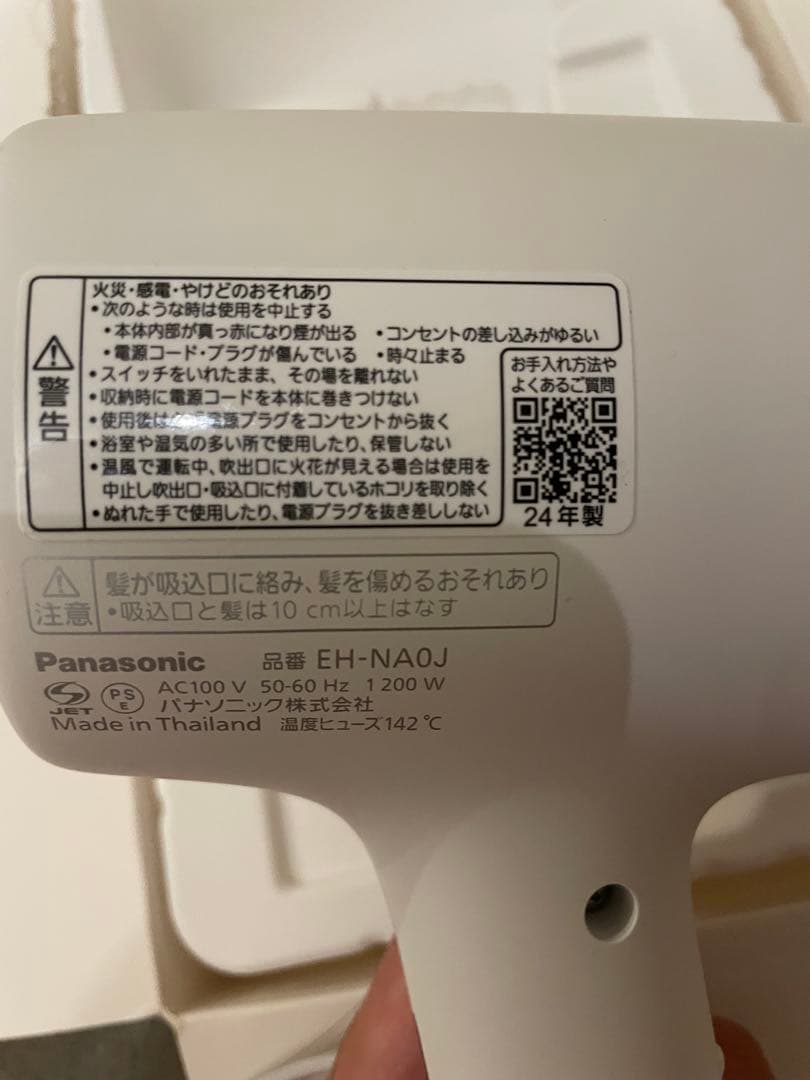 警告
火災・感電・やけどのおそれあり
•次のような時は使用を中止する
•本体内部が真っ赤になり煙が出る •コンセントの差し込みがゆるい
•電源コード・プラグが傷んでいる •時々止まる
•スイッチをいれたまま、その場を離れない
•収納時に電源コードを本体に巻きつけない
•使用後は 電源プラグをコンセントから抜く
•浴室や湿気の多い所で使用したり、保管しない
•温風で運転中、吹出口に火花が見える場合は使用を
中止し吹出口・吸込口に付着しているホコリを取り除く
•ぬれた手で使用したり、電源プラグを抜き差ししない
お手入れ方法や
よくあるご質問
24年製
注意
髪が吸込口に絡み、髪を傷めるおそれあり
•吸込口と髪は10 cm以上はなす
Panasonic 品番 EH-NA0J
JET PS E AC100 V 50-60 Hz 1 200 W
パナソニック株式会社
Made in Thailand 温度ヒューズ142℃